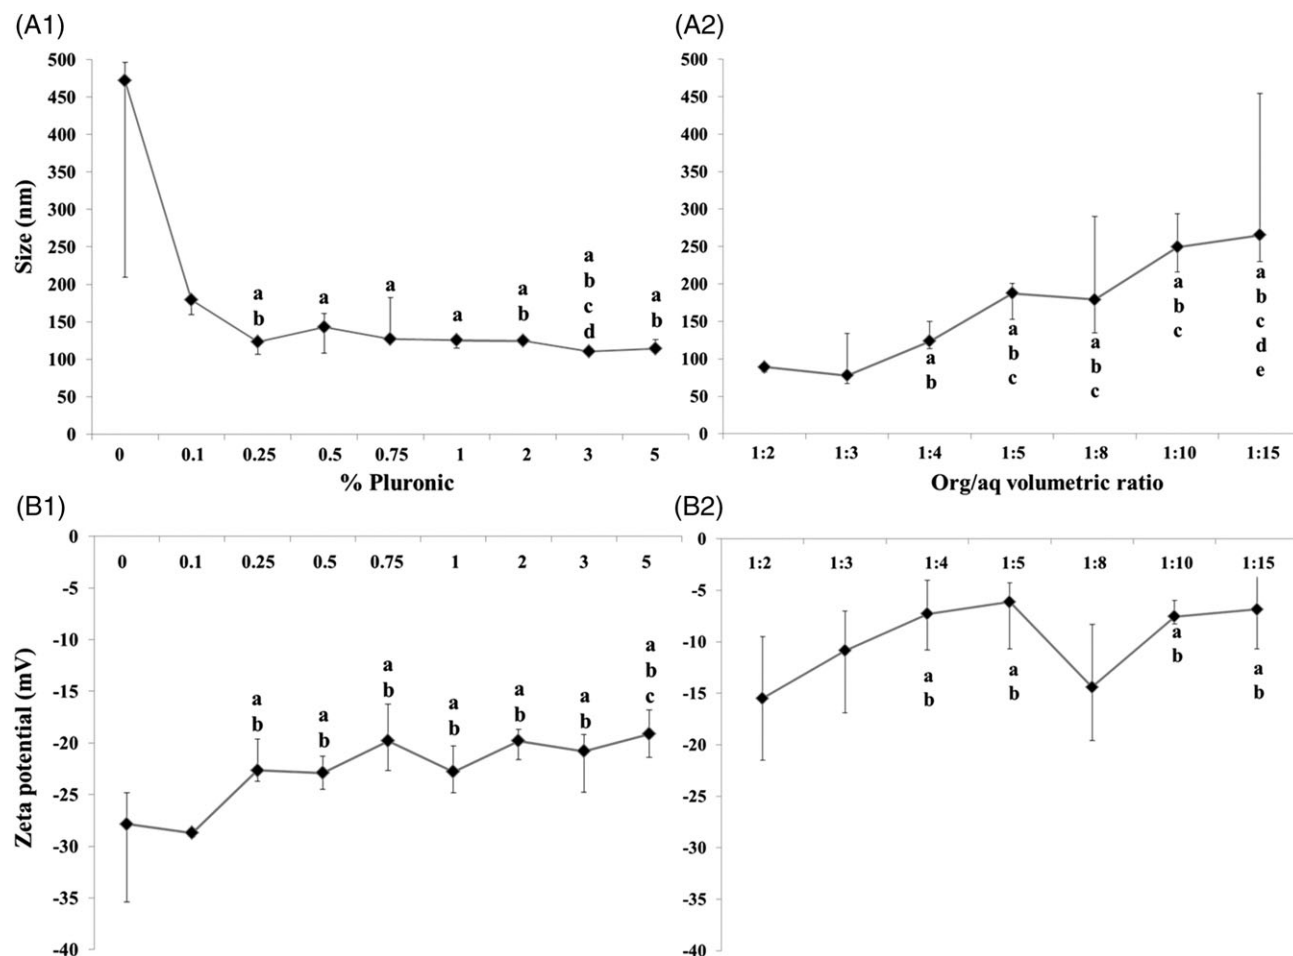 (A1)
500
450
400
350
300
250
200
150
100
50
0
Size (nm)
a
b
a
a
a
a
b
a
b
c
d
a
b
0 0.1 0.25 0.5 0.75 1 2 3 5
% Pluronic
(A2)
500
450
400
350
300
250
200
150
100
50
0
a
b
a
b
c
a
b
c
a
b
c
a
b
c
d
e
1:2 1:3 1:4 1:5 1:8 1:10 1:15
Org/aq volumetric ratio
(B1)
0
-5
-10
-15
-20
-25
-30
-35
-40
Zeta potential (mV)
0 0.1 0.25 0.5 0.75 1 2 3 5
a
b
a
b
a
b
a
b
a
b
a
b
a
b
c
(B2)
0
-5
-10
-15
-20
-25
-30
-35
-40
1:2 1:3 1:4 1:5 1:8 1:10 1:15
a
b
a
b
a
b
a
b